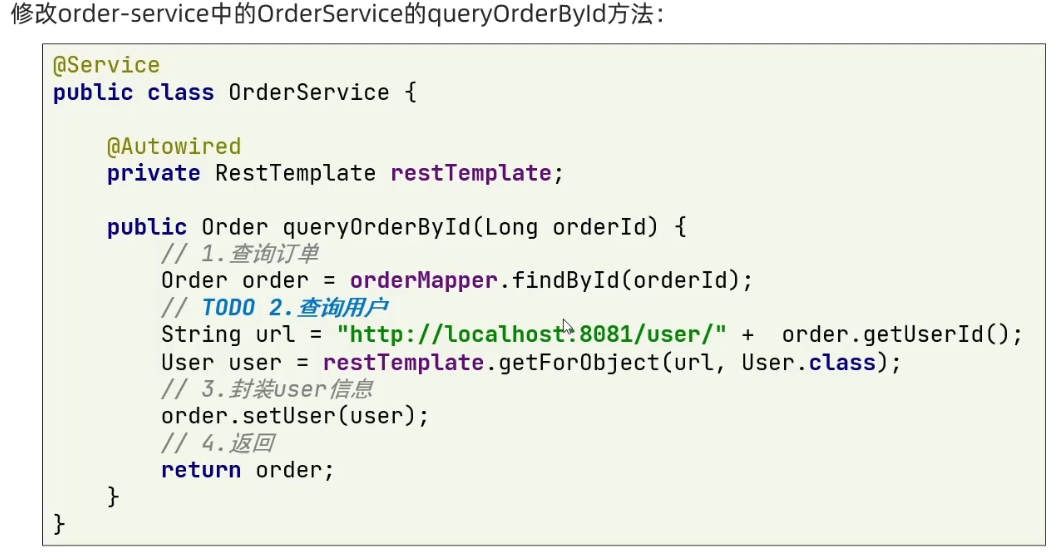 修改order-service中的OrderService的queryOrderById方法：
@Service
public class OrderService {
@Autowired
private RestTemplate restTemplate;
public Order queryOrderById(Long orderId) {
// 1.查询订单
Order order = orderMapper.findById(orderId);
// TODO 2.查询用户
String url = "http://localhost:8081/user/" +  order.getUserId();
User user = restTemplate.getForObject(url, User.class);
// 3.封装user信息
order.setUser(user);
// 4.返回
return order;
}
}